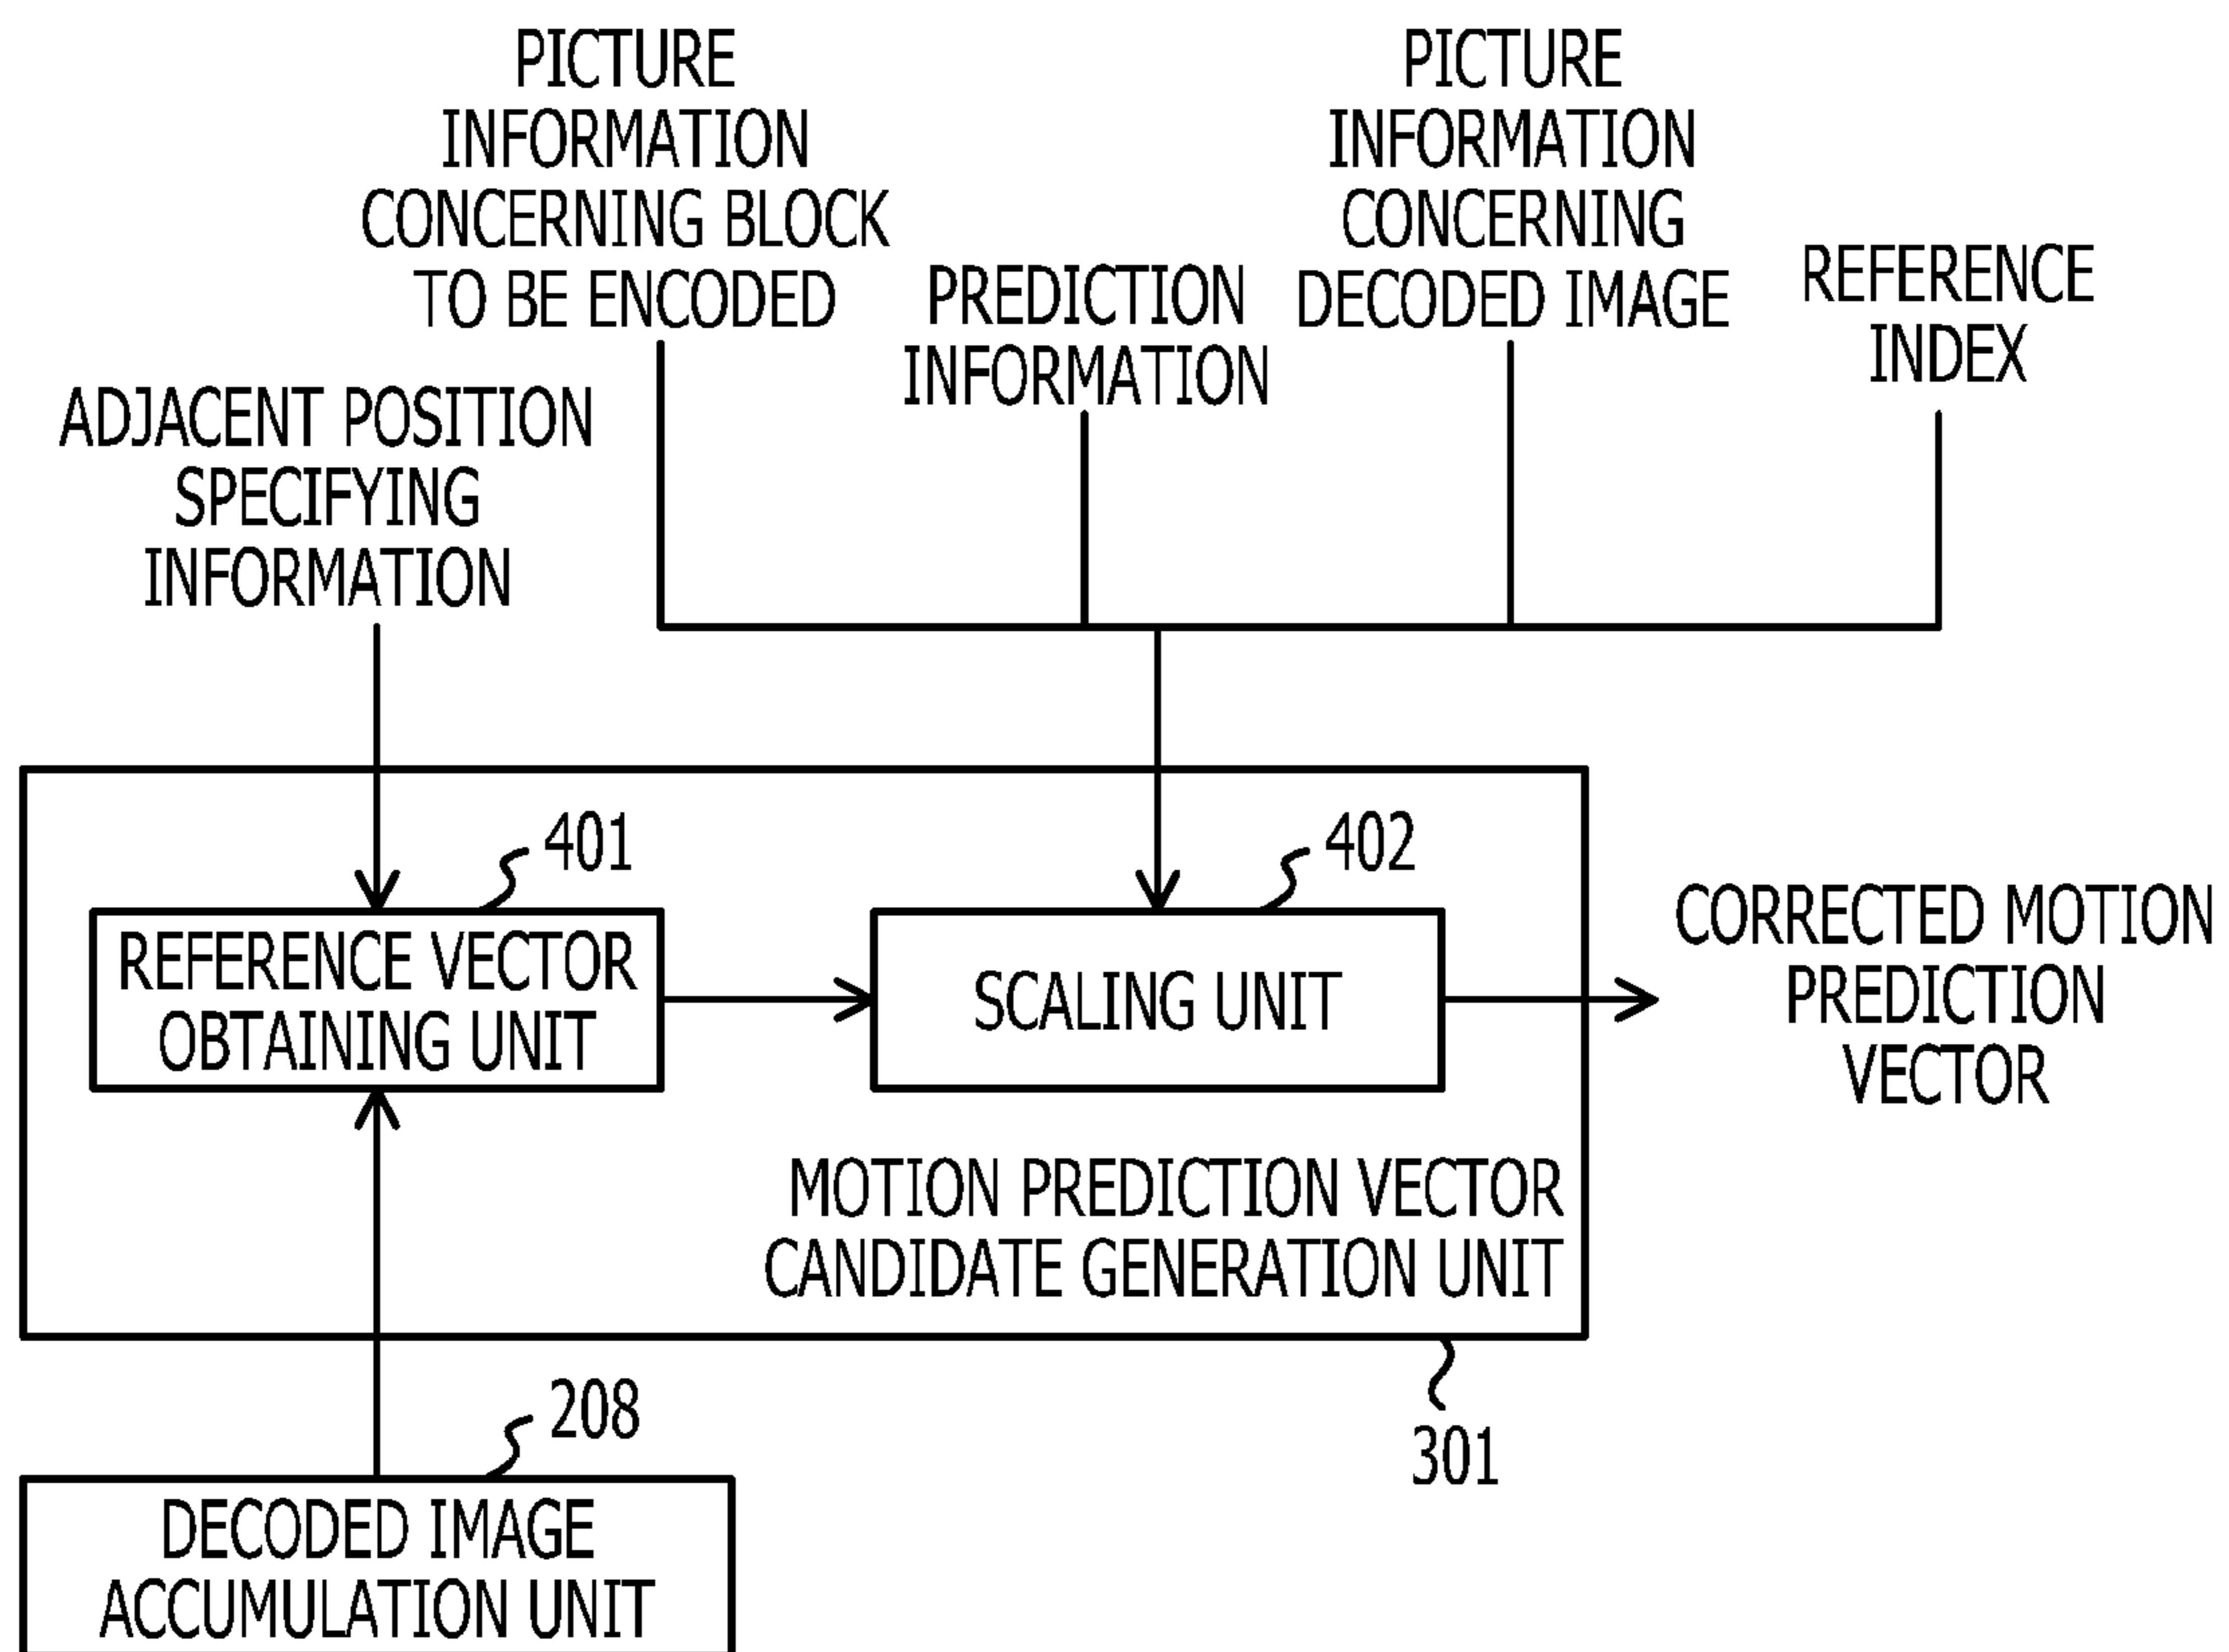 PICTURE
INFORMATION
CONCERNING BLOCK
TO BE ENCODED
PICTURE
INFORMATION
CONCERNING
DECODED IMAGE
PREDICTION
INFORMATION
REFERENCE
INDEX
ADJACENT POSITION
SPECIFYING
INFORMATION
401
REFERENCE VECTOR
OBTAINING UNIT
402
SCALING UNIT
CORRECTED MOTION
PREDICTION
VECTOR
MOTION PREDICTION VECTOR
CANDIDATE GENERATION UNIT
301
208
DECODED IMAGE
ACCUMULATION UNIT